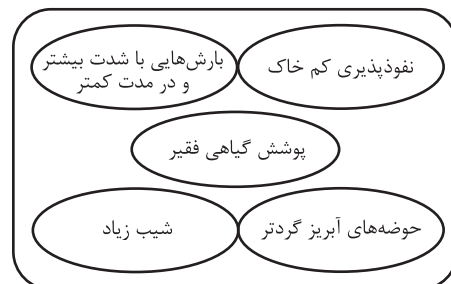 نفوذپذیری کم خاک
بارش‌هایی با شدت بیشتر
و در مدت کمتر
پوشش گیاهی فقیر
حوضه‌های آبریز گردتر
شیب زیاد